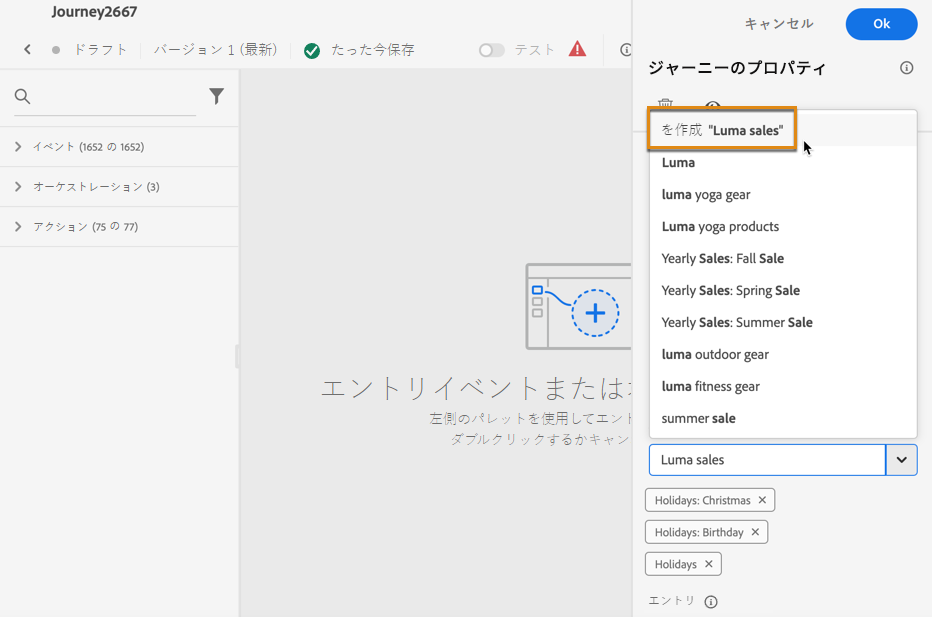 Journey2667
ドラフト
バージョン 1 (最新)
たった今保存
テスト
キャンセル
Ok
ジャーニーのプロパティ
イベント (1652 の 1652)
オーケストレーション (3)
アクション (75 の 77)
エントリイベントまたは
左側のパレットを使用してエント
ダブルクリックするかキャン
を作成 "Luma sales"
Luma
luma yoga gear
Luma yoga products
Yearly Sales: Fall Sale
Yearly Sales: Spring Sale
Yearly Sales: Summer Sale
luma outdoor gear
luma fitness gear
summer sale
Luma sales
Holidays: Christmas
Holidays: Birthday
Holidays
エントリ